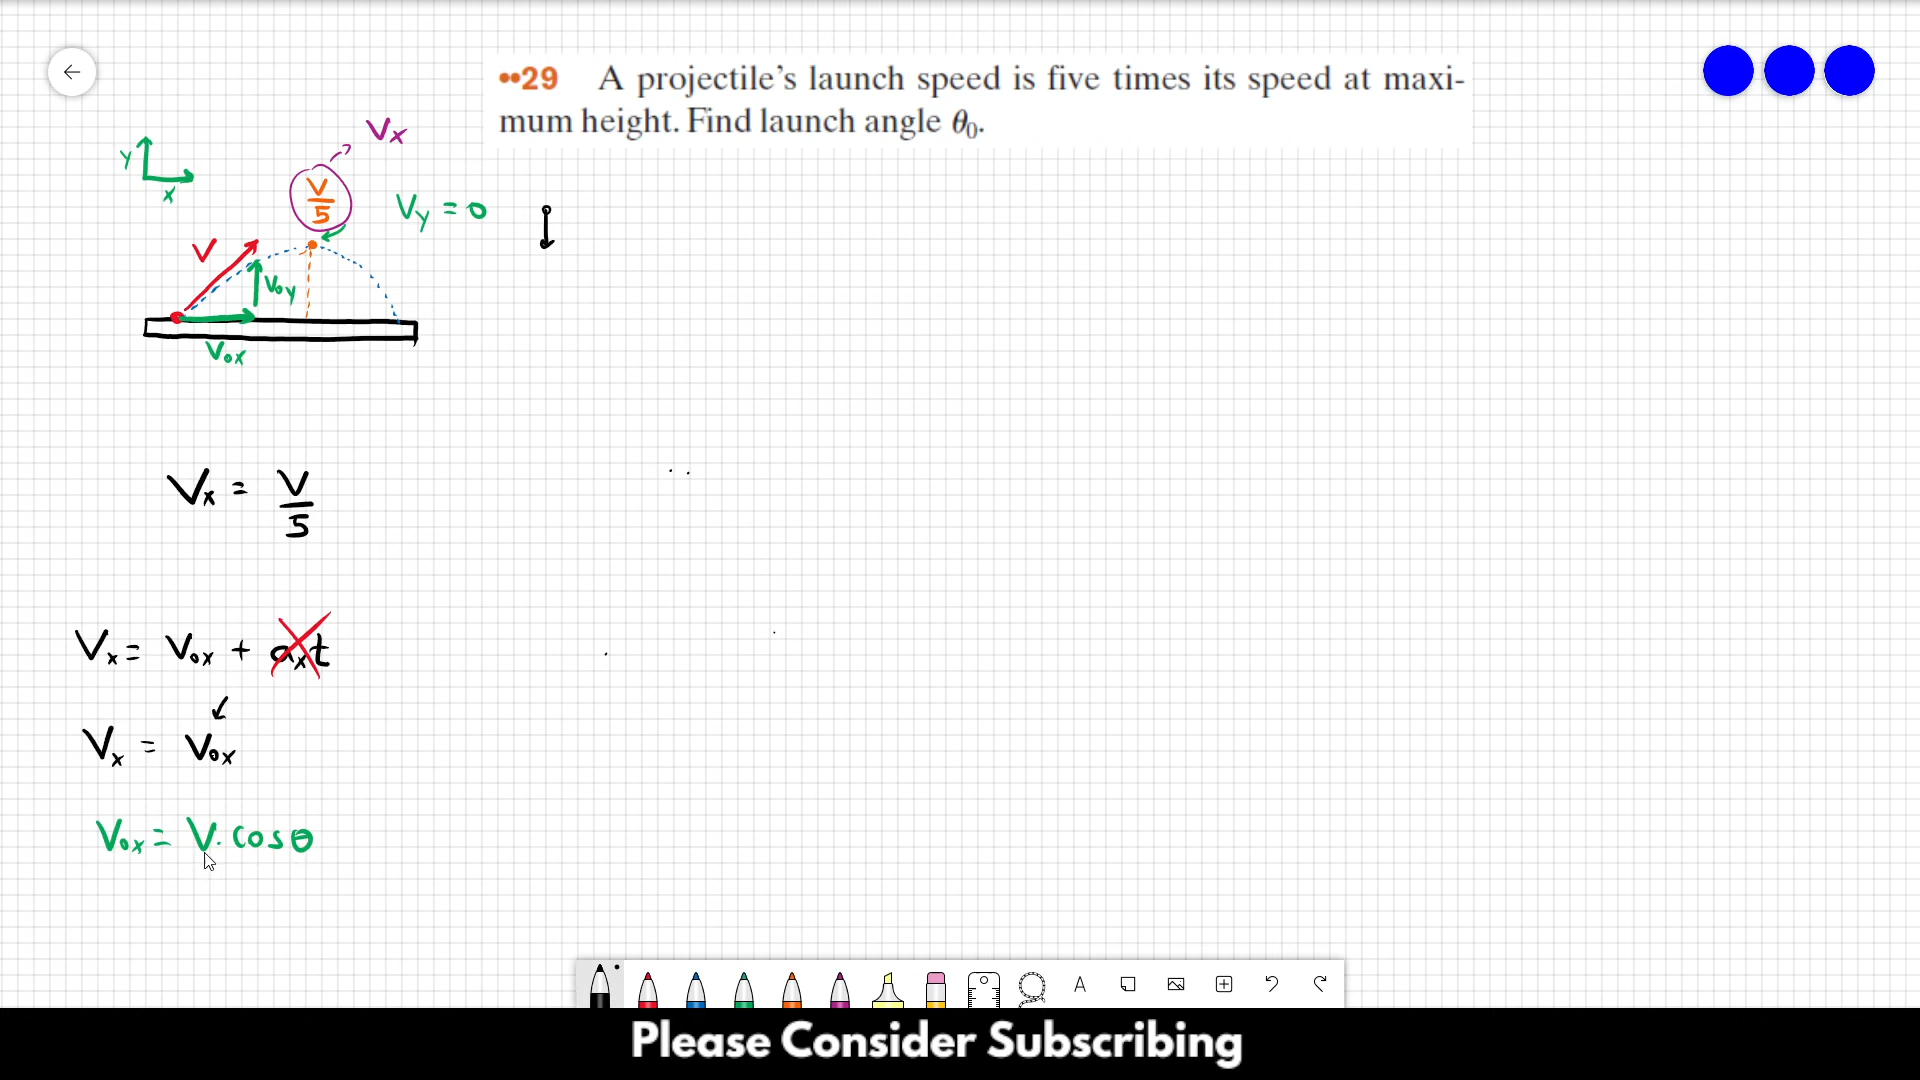 ••29 A projectile's launch speed is five times its speed at maxi-
mum height. Find launch angle θ₀.
Vx
Y
X
V/5
Vy = 0
V
Voy
Vox
Vx = V/5
Vx = Vox + axt
Vx = Vox
Vox = V. cosθ
A
Please Consider Subscribing